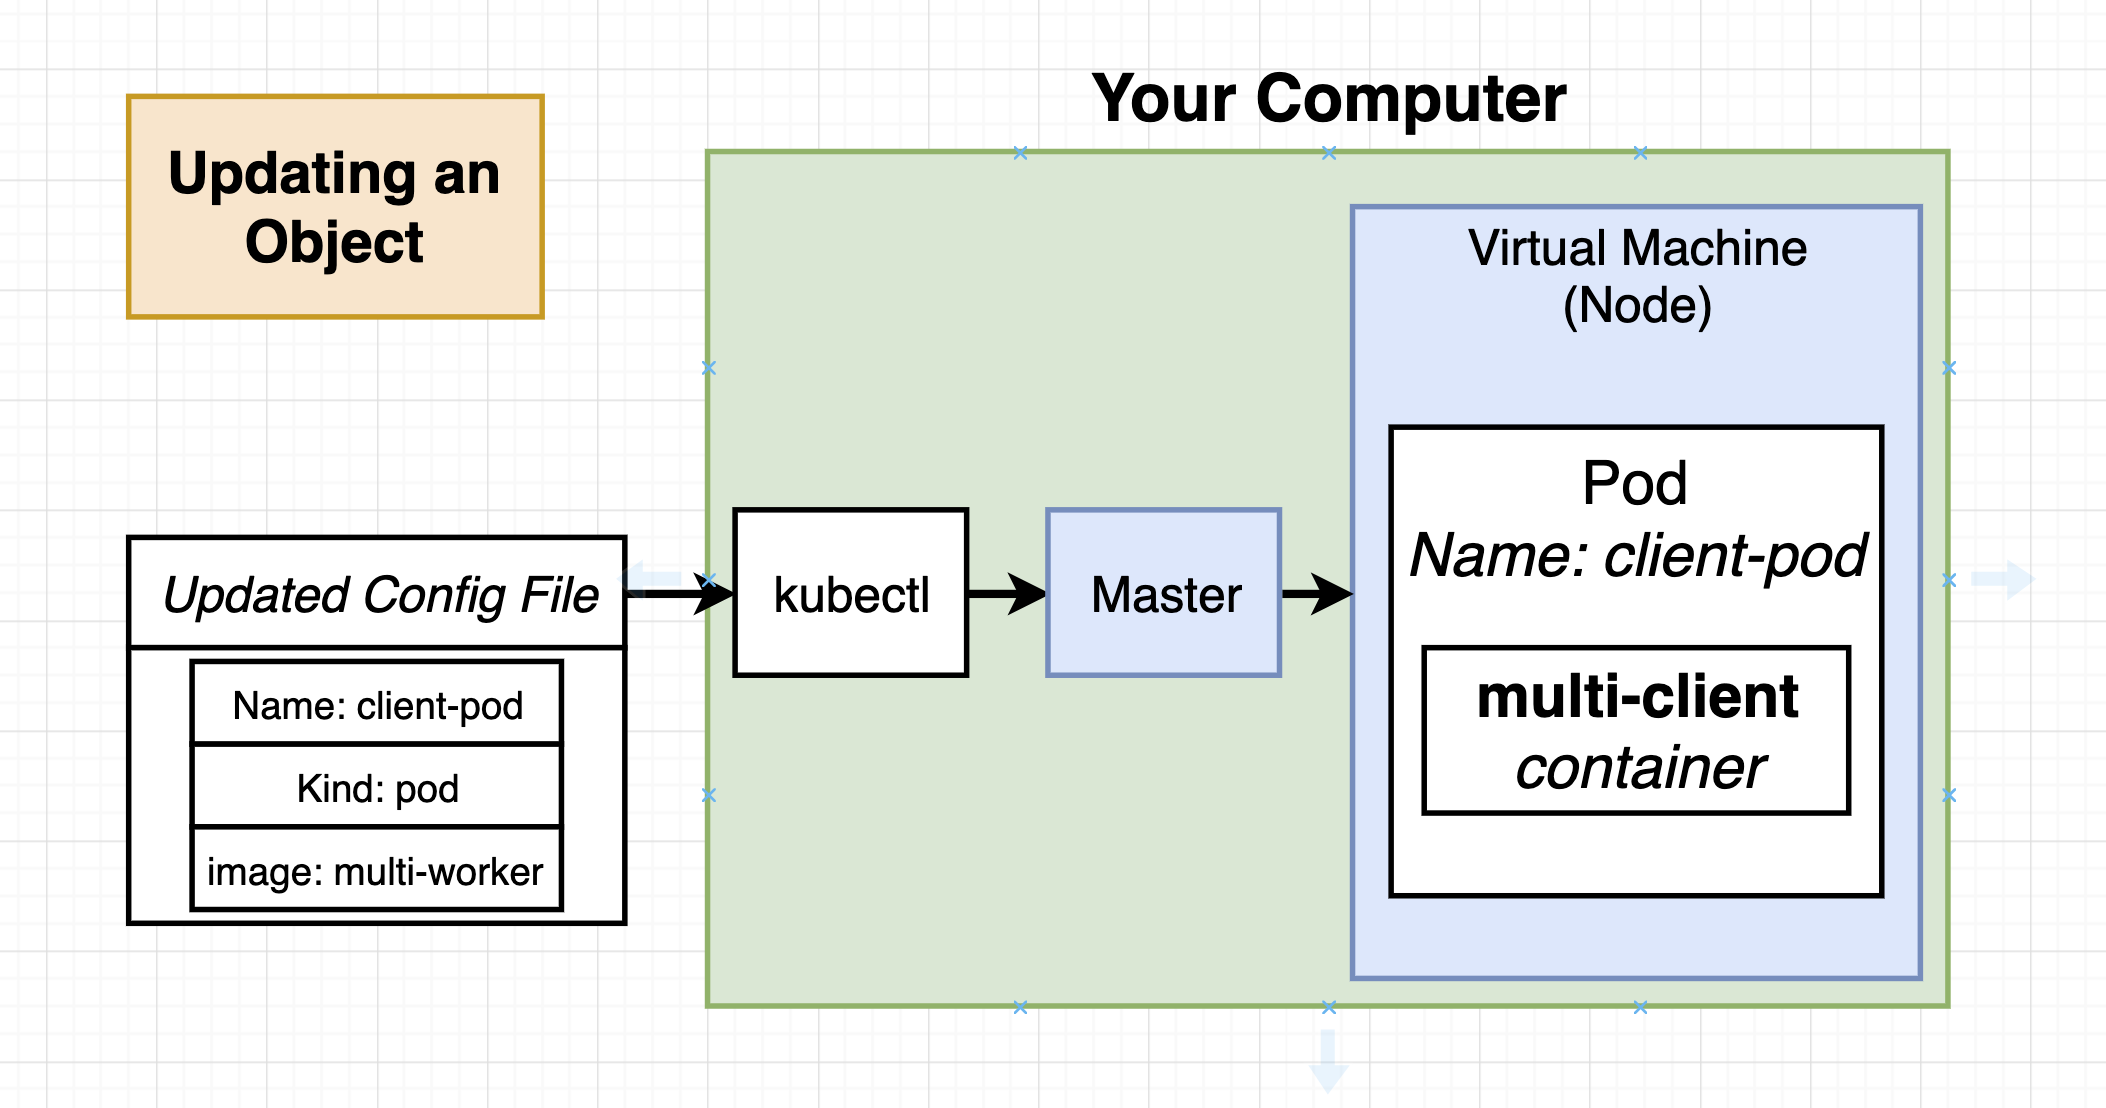 Your Computer
Updating an
Object
Virtual Machine
(Node)
Pod
Name: client-pod
Updated Config File
kubectl
Master
multi-client
container
Name: client-pod
Kind: pod
image: multi-worker